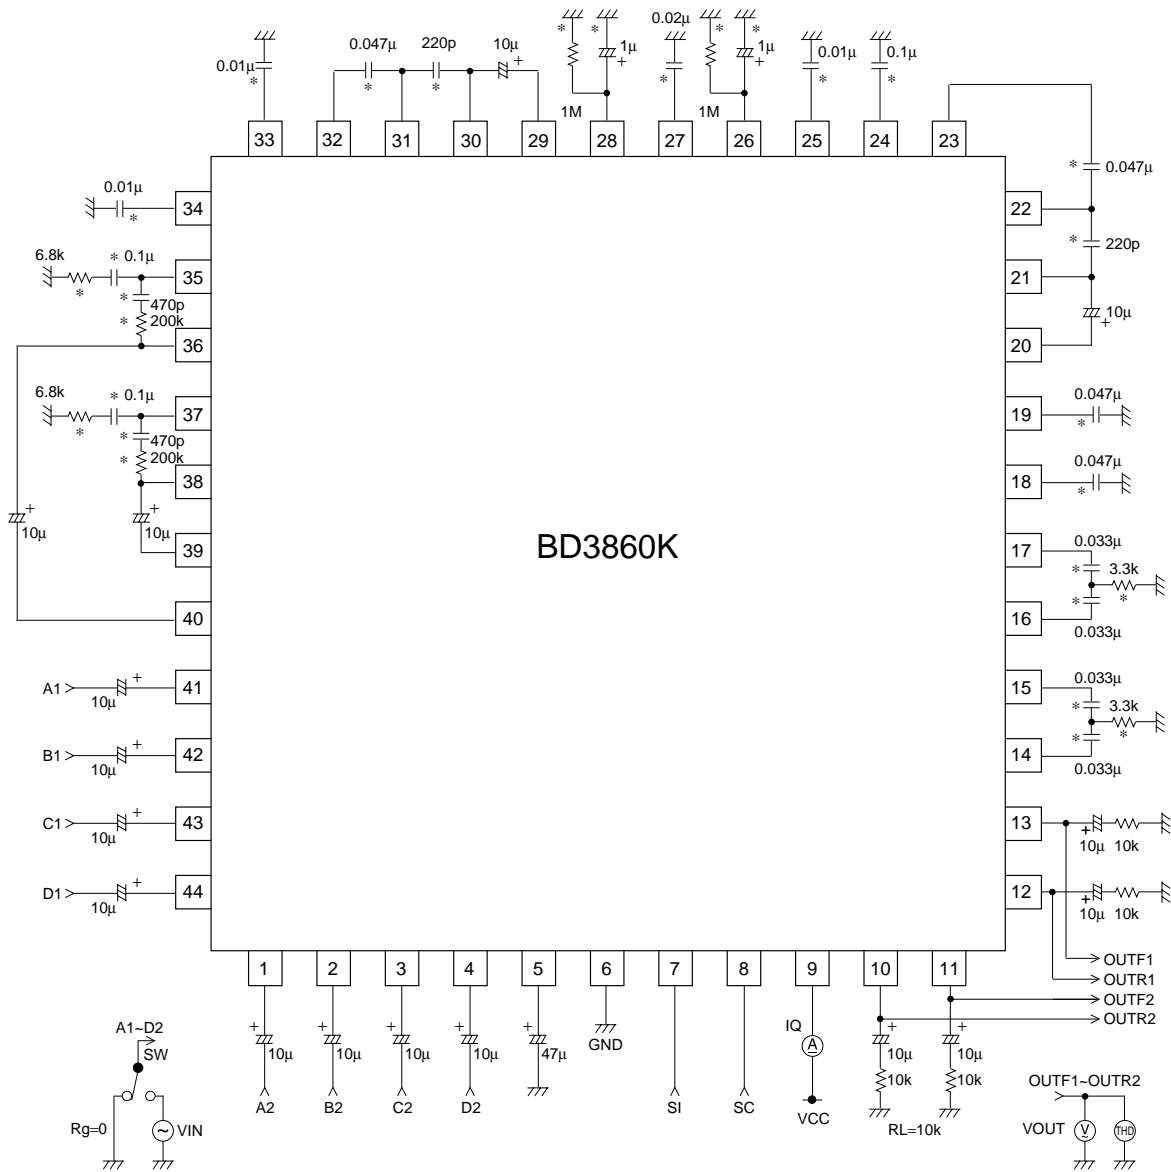 0.02μ
0.047μ 220p 10μ 1μ 1μ 0.01μ 0.1μ
0.01μ
* * * * * * * * * * *
1M 1M
33 32 31 30 29 28 27 26 25 24 23
* 0.047μ
0.01μ
* 34 22
* 220p
6.8k * 0.1μ
* 35 21
* 470p
* 200k
10μ
+
36 20
6.8k * 0.1μ
0.047μ
* 37 19 *
* 470p
* 200k
0.047μ
38 18 *
+ +
10μ 10μ
BD3860K
0.033μ
39 17
* 3.3k
* *
40 16
0.033μ
0.033μ
A1 10μ + 41 15
* 3.3k
* *
B1 10μ + 42 14
0.033μ
C1 10μ + 43 13
+ 10μ 10k
D1 10μ + 44 12
+ 10μ 10k
1 2 3 4 5 6 7 8 9 10 11
OUTF1
OUTR1
OUTF2
OUTR2
A1~D2
SW
+ + + + + IQ + +
10μ 10μ 10μ 10μ 47μ GND A 10μ 10μ
10k 10k
A2 B2 C2 D2 SI SC VCC
OUTF1~OUTR2
Rg=0 VIN
RL=10k
VOUT V THD